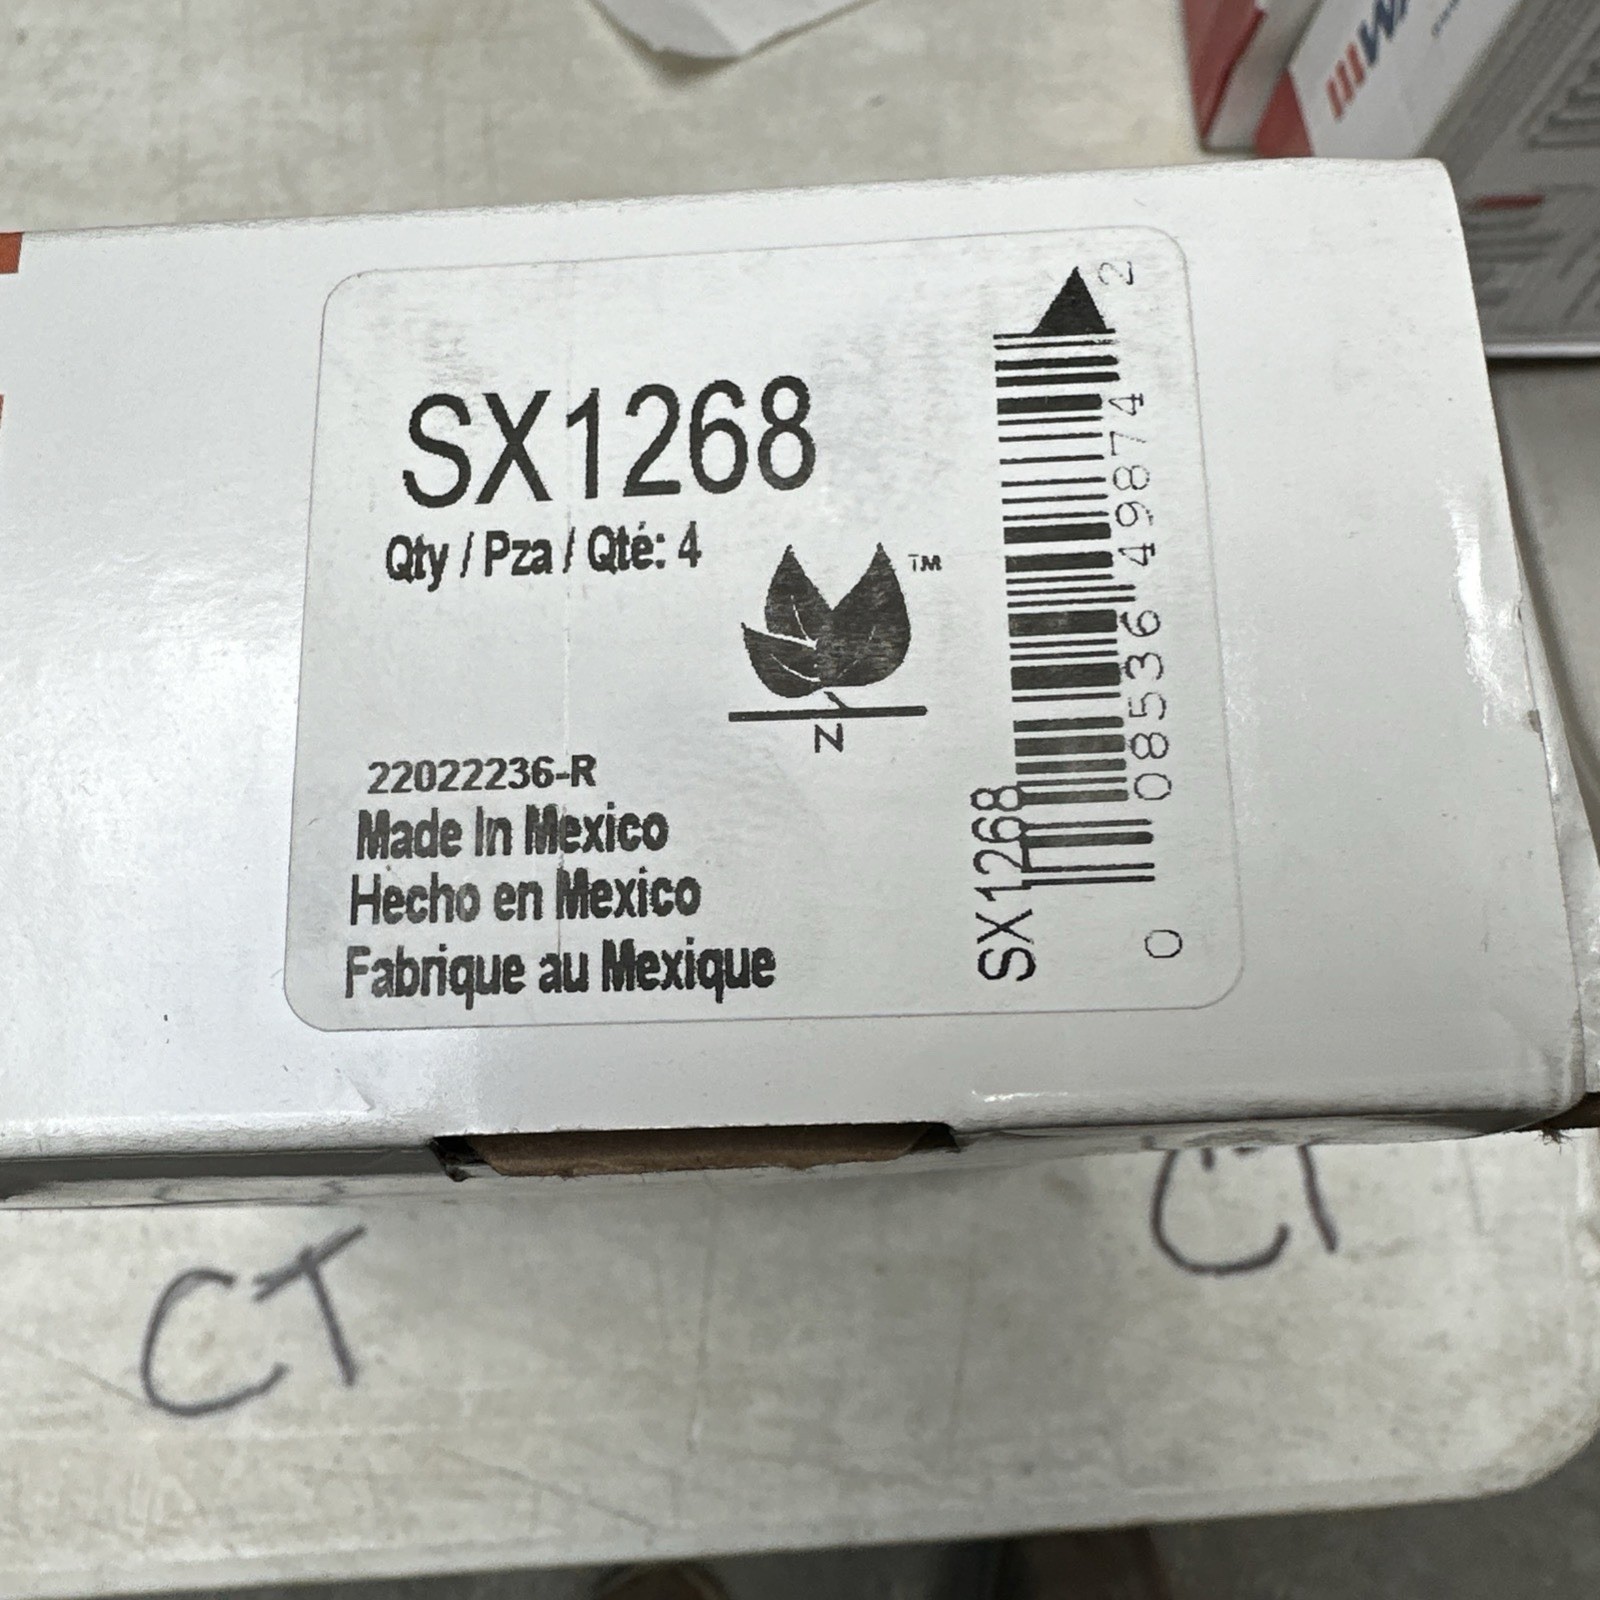 SX1268
Qty / Pza / Qté: 4
TM
N
22022236-R
Made In Mexico
Hecho en Mexico
Fabrique au Mexique
SX1268
0 08536 49874 2
CT
CT